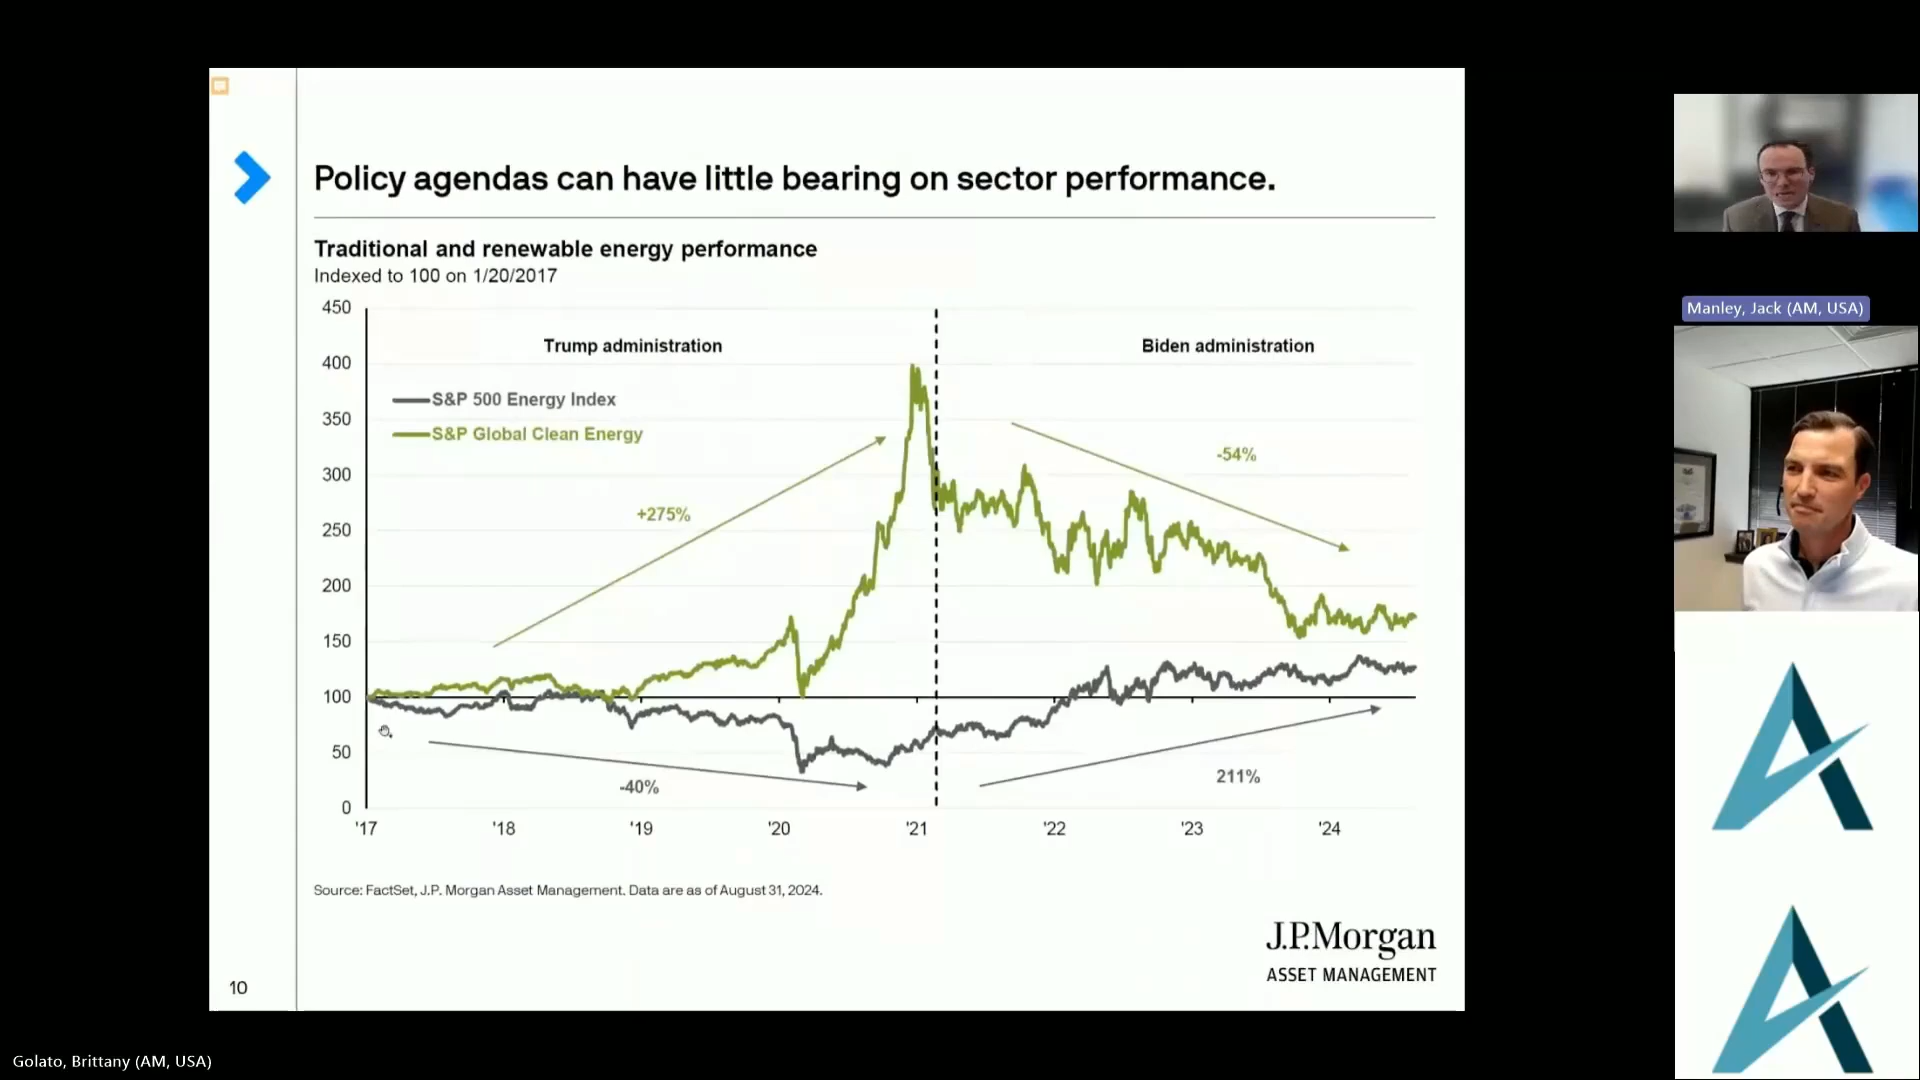 Policy agendas can have little bearing on sector performance.
Traditional and renewable energy performance
Indexed to 100 on 1/20/2017
450
400
350
300
250
200
150
100
50
0
Trump administration
Biden administration
S&P 500 Energy Index
S&P Global Clean Energy
+275%
-54%
-40%
211%
'17
'18
'19
'20
'21
'22
'23
'24
Source: FactSet, J.P. Morgan Asset Management. Data are as of August 31, 2024.
J.P.Morgan
ASSET MANAGEMENT
10
Manley, Jack (AM, USA)
Golato, Brittany (AM, USA)